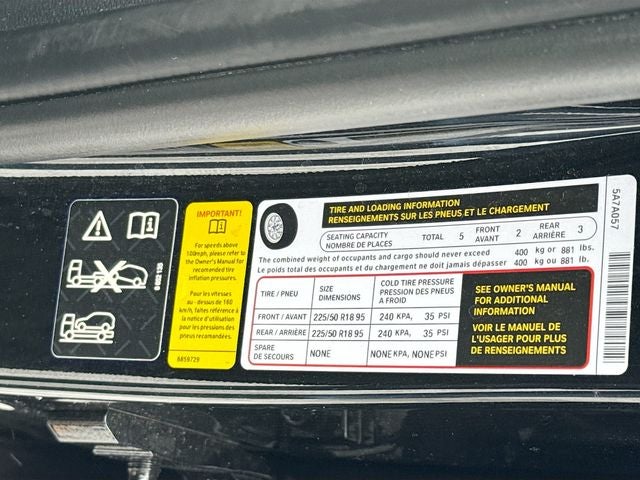 6 402 136
IMPORTANT!
For speeds above
100mph, please refer to
the Owner's Manual for
recomended tire
inflation pressures.
Pour les vitesses
au - dessus de 160
km/h, faites référence à
la notice d'utilisation
pour les pressions des
pneus recamandées.
6859729
TIRE AND LOADING INFORMATION
RENSEIGNEMENTS SUR LES PNEUS ET LE CHARGEMENT
SEATING CAPACITY TOTAL 5 FRONT 2 REAR 3
NOMBRE DE PLACES AVANT ARRIÈRE
The combined weight of occupants and cargo should never exceed 400 kg or 881 lbs.
Le poids total des occupants et du chargement ne doit jamais dépasser 400 kg ou 881 lb.
TIRE / PNEU SIZE DIMENSIONS COLD TIRE PRESSURE PRESSION DES PNEUS A FROID
FRONT / AVANT 225/50 R18 95 240 KPA, 35 PSI
REAR / ARRIÈRE 225/50 R18 95 240 KPA, 35 PSI
SPARE DE SECOURS NONE NONE KPA, NONE PSI
SEE OWNER'S MANUAL
FOR ADDITIONAL
INFORMATION
VOIR LE MANUEL DE
L'USAGER POUR PLUS
DE RENSEIGNEMENTS
5A7A057